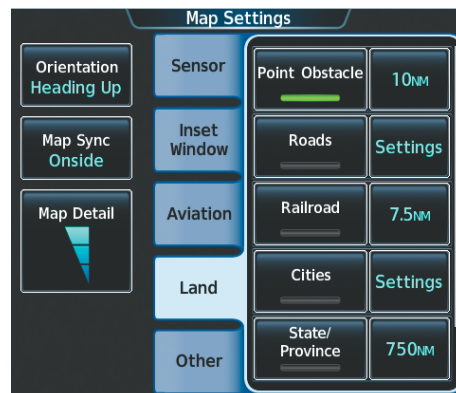 Map Settings
Orientation
Heading Up
Map Sync
Onside
Map Detail
Sensor
Inset
Window
Aviation
Land
Other
Point Obstacle
10NM
Roads
Settings
Railroad
7.5NM
Cities
Settings
State/
Province
750NM